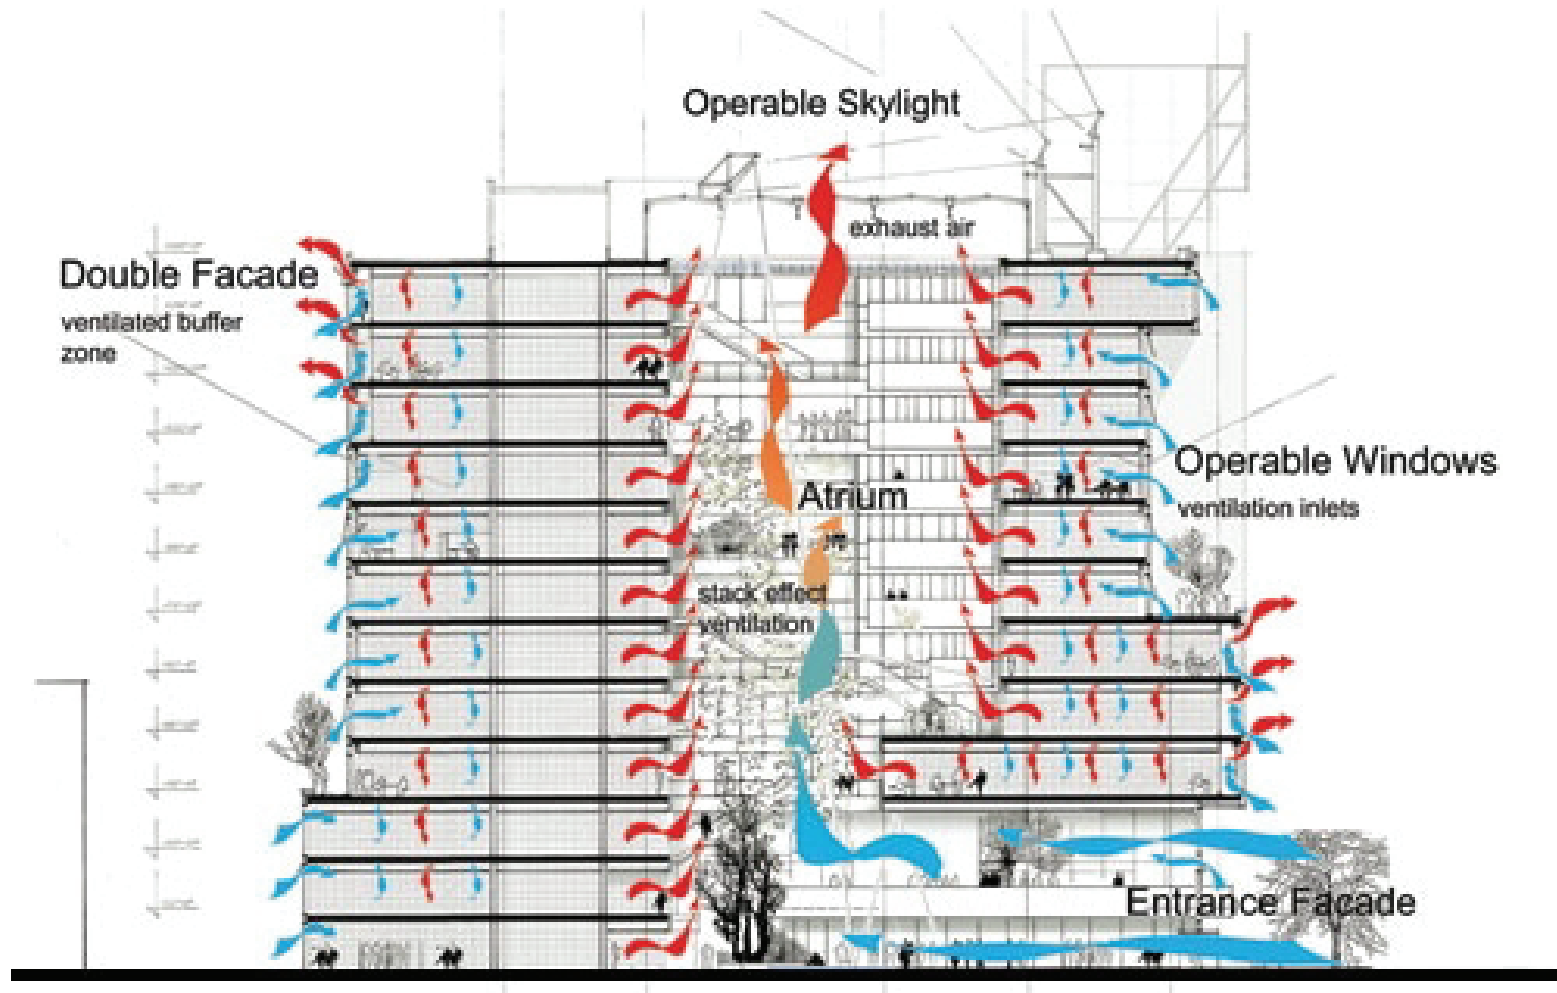 Operable Skylight
exhaust air
Double Facade
ventilated buffer
zone
Operable Windows
ventilation inlets
Atrium
stack effect
ventilation
Entrance Facade